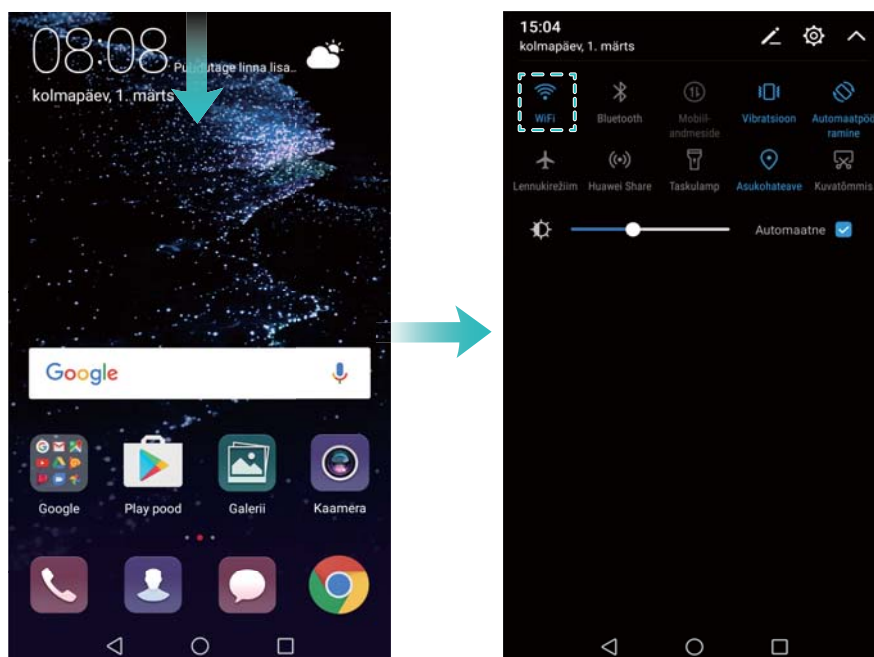 08:08
Puudutage linna lisa...
kolmapäev, 1. märts
Google
Google
Play pood
Galerii
Kaamera
15:04
kolmapäev, 1. märts
WiFi
Bluetooth
Mobiil-
andmeside
Vibratsioon
Automaatpöö
ramine
Lennukirežiim
Huawei Share
Taskulamp
Asukohateave
Kuvatõmmis
Automaatne